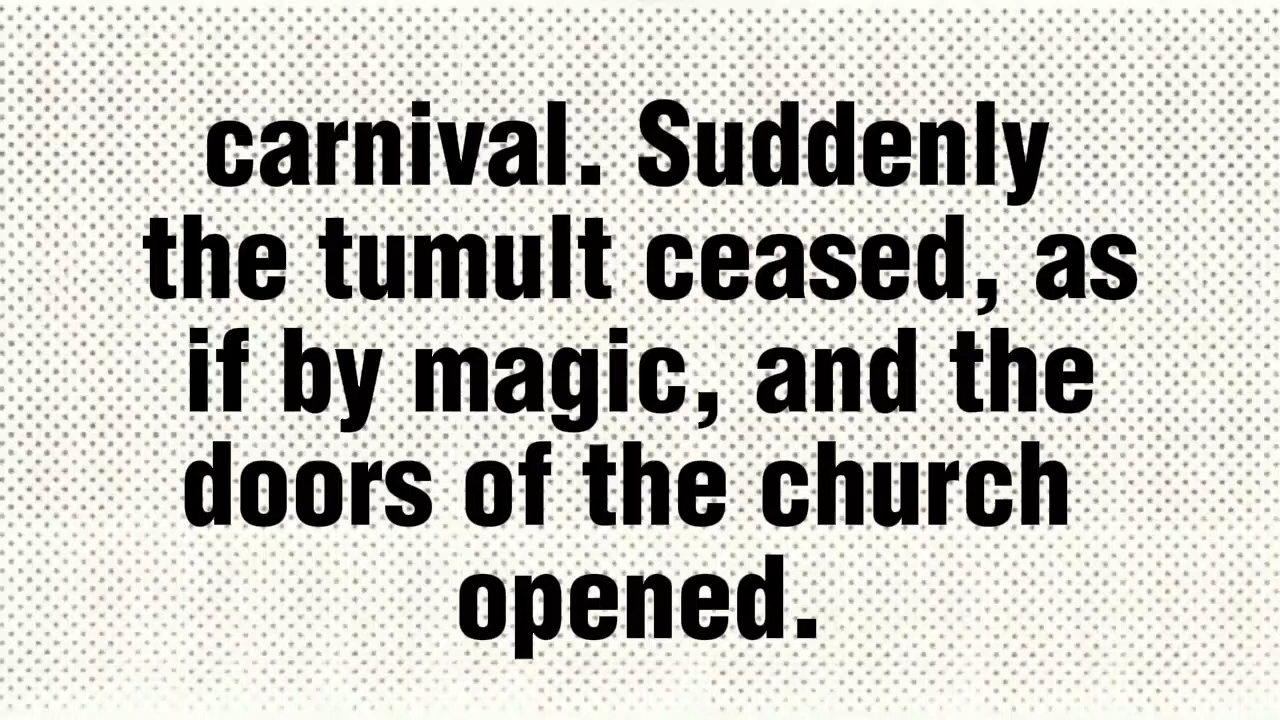 carnival. Suddenly
the tumult ceased, as
if by magic, and the
doors of the church
opened.